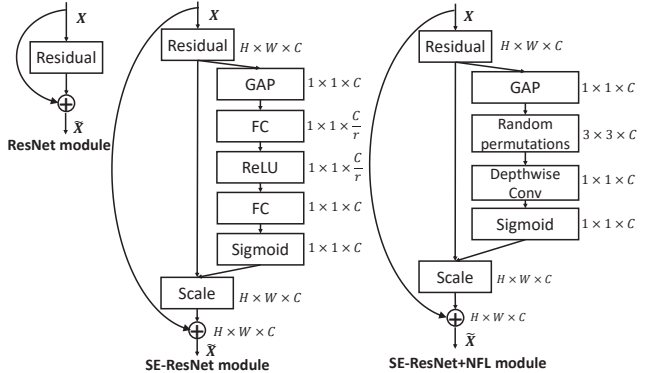 X
Residual
X̃
ResNet module
X
Residual
H × W × C
GAP
1 × 1 × C
FC
1 × 1 × C/r
ReLU
1 × 1 × C/r
FC
1 × 1 × C
Sigmoid
1 × 1 × C
Scale
H × W × C
H × W × C
X̃
SE-ResNet module
X
Residual
H × W × C
GAP
1 × 1 × C
Random
permutations
3 × 3 × C
Depthwise
Conv
1 × 1 × C
Sigmoid
1 × 1 × C
Scale
H × W × C
H × W × C
X̃
SE-ResNet+NFL module